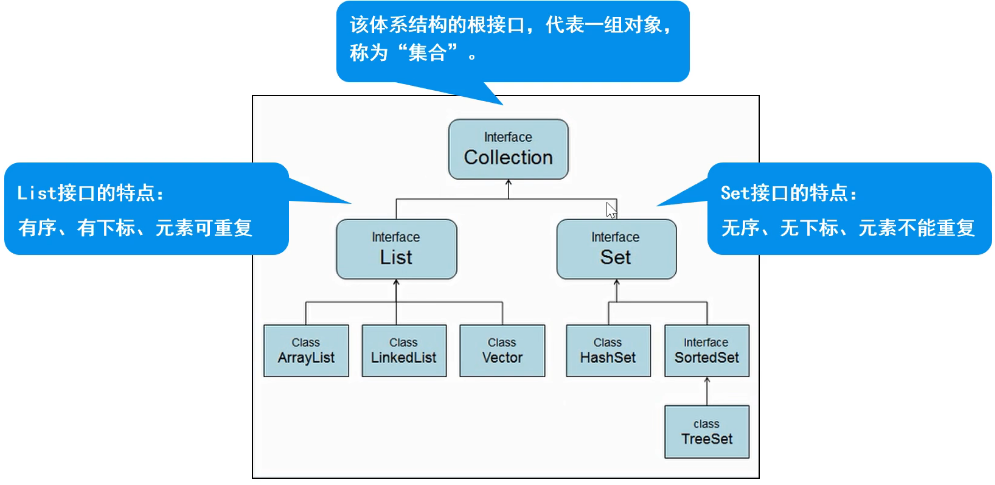 该体系结构的根接口，代表一组对象，
称为“集合”。
Interface
Collection
List接口的特点：
有序、有下标、元素可重复
Set接口的特点：
无序、无下标、元素不能重复
Interface
List
Interface
Set
Class
ArrayList
Class
LinkedList
Class
Vector
Class
HashSet
Interface
SortedSet
class
TreeSet